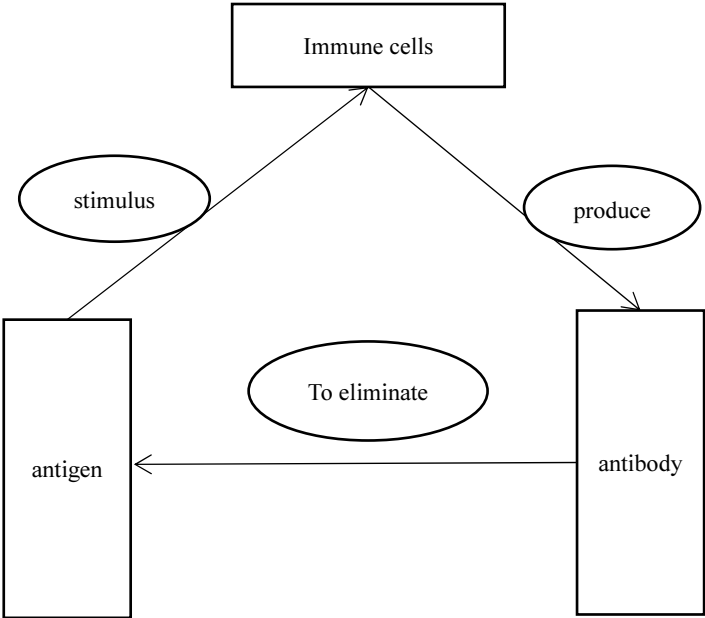 Immune cells
stimulus
produce
To eliminate
antigen
antibody